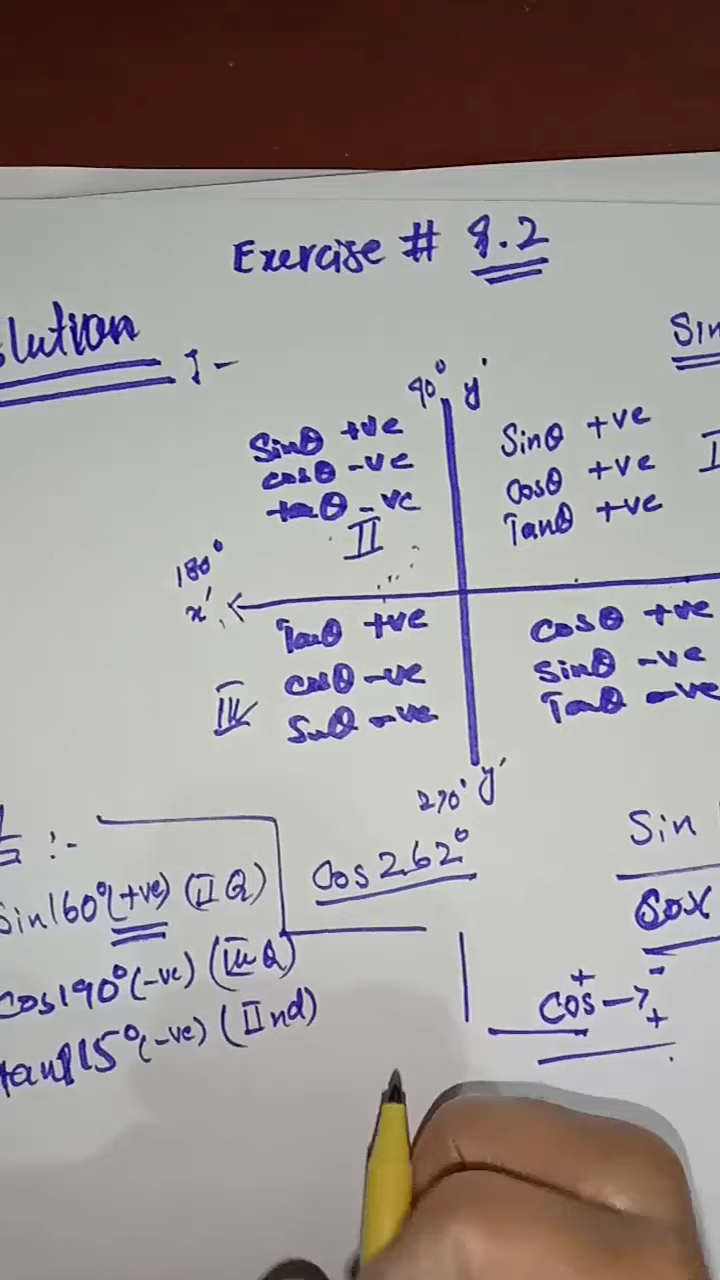 Exercise # 8.2
lution :-
Sin
90° y
Sinθ +ve
cosθ -ve
tanθ -ve
II
Sinθ +ve
Cosθ +ve
Tanθ +ve
I
180°
x'
Tanθ +ve
cosθ -ve
Sinθ -ve
III
cosθ +ve
Sinθ -ve
Tanθ -ve
270° y'
:-
Sin160°(+ve) (II Q)
Cos190°(-ve) (III Q)
tan115°(-ve) (IInd)
Cos262°
Sin
+ -
Cos→
+